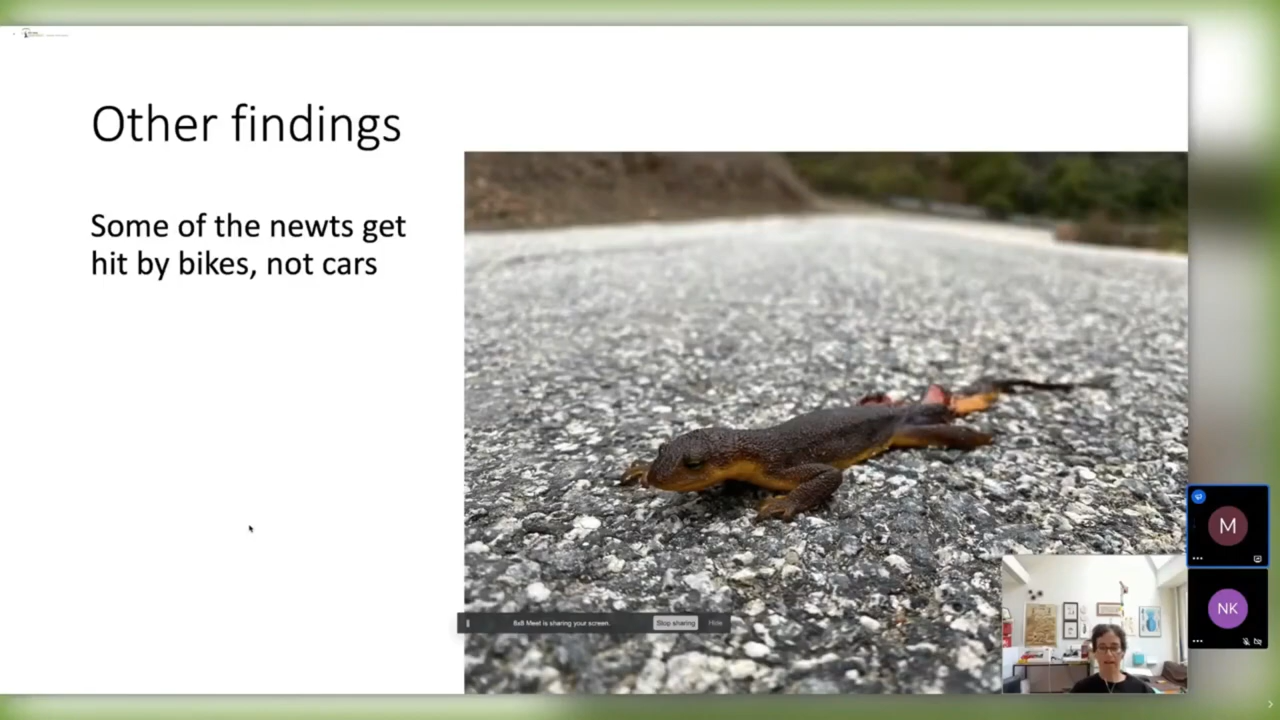 Other findings
Some of the newts get
hit by bikes, not cars
8x8 Meet is sharing your screen.
Stop sharing
Hide
M
NK